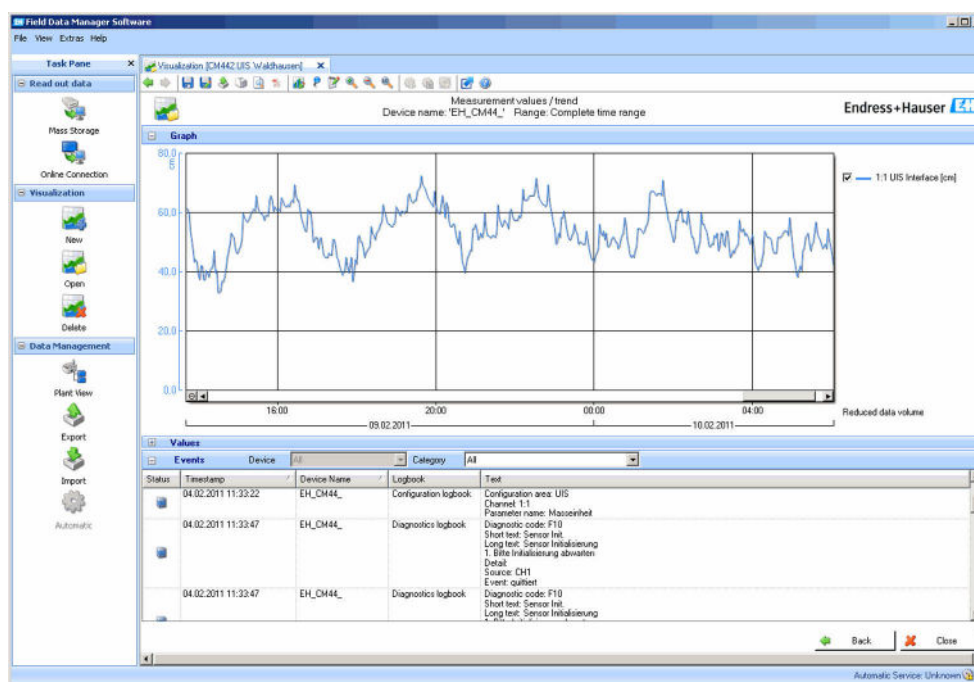 Field Data Manager Software
File View Extras Help
Task Pane
Visualization [CM442 UIS Waldhausen]
Read out data
Mass Storage
Online Connection
Visualization
New
Open
Delete
Data Management
Plant View
Export
Import
Automatic
Measurement values / trend
Device name: 'EH_CM44_' Range: Complete time range
Endress+Hauser
Graph
80.0
cm
60.0
40.0
20.0
0.0
1:1 UIS Interface [cm]
16:00 20:00 00:00 04:00
09.02.2011 10.02.2011
Reduced data volume
Values
Events Device All Category All
Status Timestamp Device Name Logbook Text
04.02.2011 11:33:22 EH_CM44_ Configuration logbook Configuration area: UIS
Channel: 1:1
Parameter name: Masseinheit
04.02.2011 11:33:47 EH_CM44_ Diagnostics logbook Diagnostic code: F10
Short text: Sensor Init.
Long text: Sensor Initialisierung
1. Bitte Initialisierung abwarten
Detail:
Source: CH1
Event: quittiert
04.02.2011 11:33:47 EH_CM44_ Diagnostics logbook Diagnostic code: F10
Short text: Sensor Init.
Long text: Sensor Initialisierung
Back Close
Automatic Service: Unknown